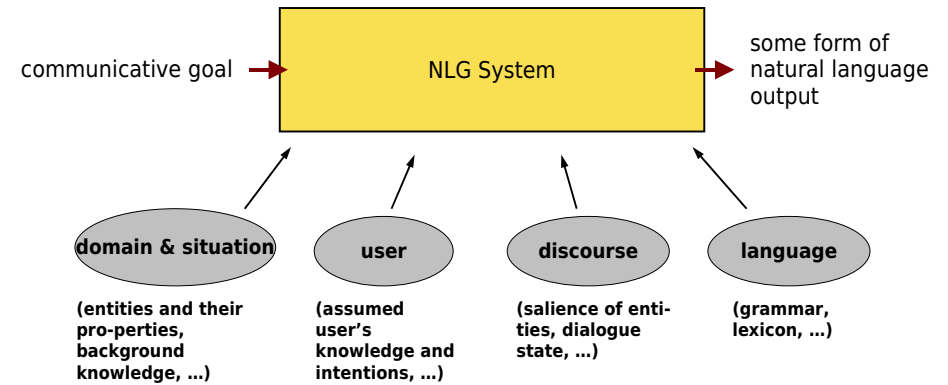 communicative goal
NLG System
some form of
natural language
output
domain & situation
user
discourse
language
(entities and their
pro-perties,
background
knowledge, ...)
(assumed
user's
knowledge and
intentions, ...)
(salience of enti-
ties, dialogue
state, ...)
(grammar,
lexicon, ...)